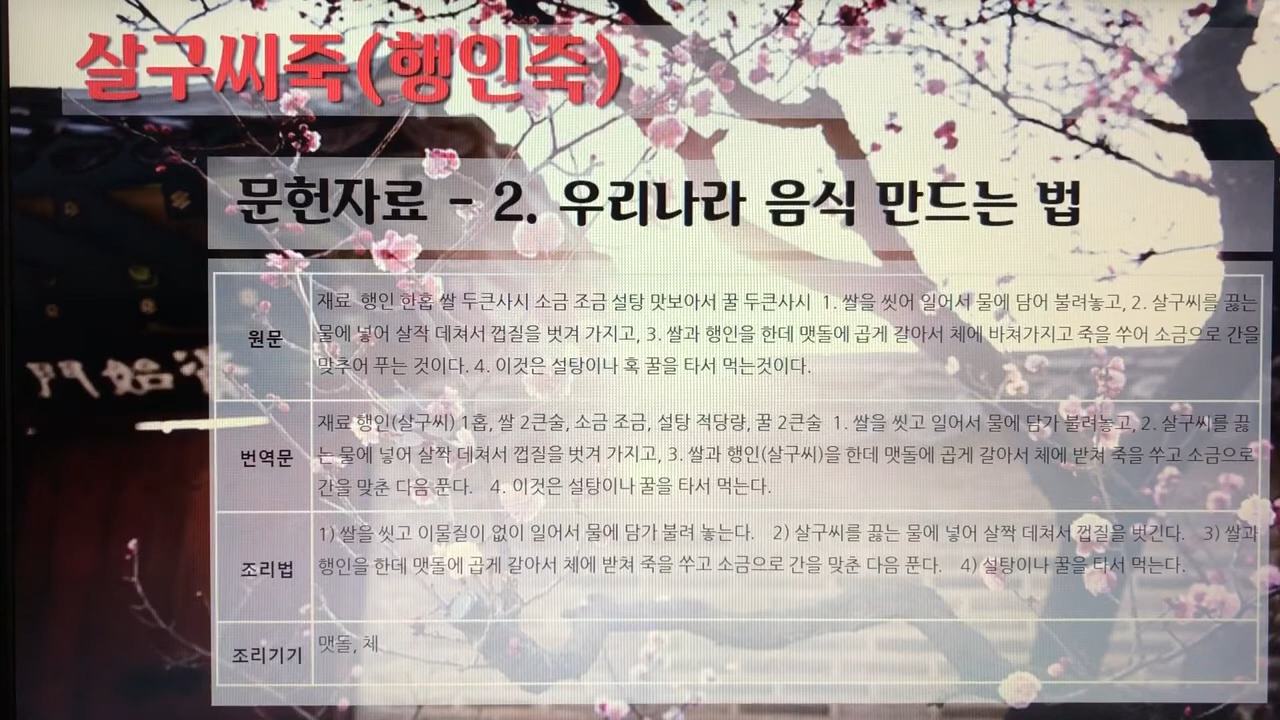 살구씨죽(행인죽)
문헌자료 - 2. 우리나라 음식 만드는 법
원문
재료 행인 한홉 쌀 두큰사시 소금 조금 설탕 맛보아서 꿀 두큰사시 1. 쌀을 씻어 일어서 물에 담어 불려놓고, 2. 살구씨를 끓는
물에 넣어 살작 데쳐서 껍질을 벗겨 가지고, 3. 쌀과 행인을 한데 맷돌에 곱게 갈아서 체에 바쳐가지고 죽을 쑤어 소금으로 간을
맞추어 푸는 것이다. 4. 이것은 설탕이나 혹 꿀을 타서 먹는것이다.
번역문
재료 행인(살구씨) 1홉, 쌀 2큰술, 소금 조금, 설탕 적당량, 꿀 2큰술 1. 쌀을 씻고 일어서 물에 담가 불려놓고, 2. 살구씨를 끓
는 물에 넣어 살짝 데쳐서 껍질을 벗겨 가지고, 3. 쌀과 행인(살구씨)을 한데 맷돌에 곱게 갈아서 체에 받쳐 죽을 쑤고 소금으로
간을 맞춘 다음 푼다. 4. 이것은 설탕이나 꿀을 타서 먹는다.
조리법
1) 쌀을 씻고 이물질이 없이 일어서 물에 담가 불려 놓는다. 2) 살구씨를 끓는 물에 넣어 살짝 데쳐서 껍질을 벗긴다. 3) 쌀과
행인을 한데 맷돌에 곱게 갈아서 체에 받쳐 죽을 쑤고 소금으로 간을 맞춘 다음 푼다. 4) 설탕이나 꿀을 타서 먹는다.
조리기기
맷돌, 체
門始